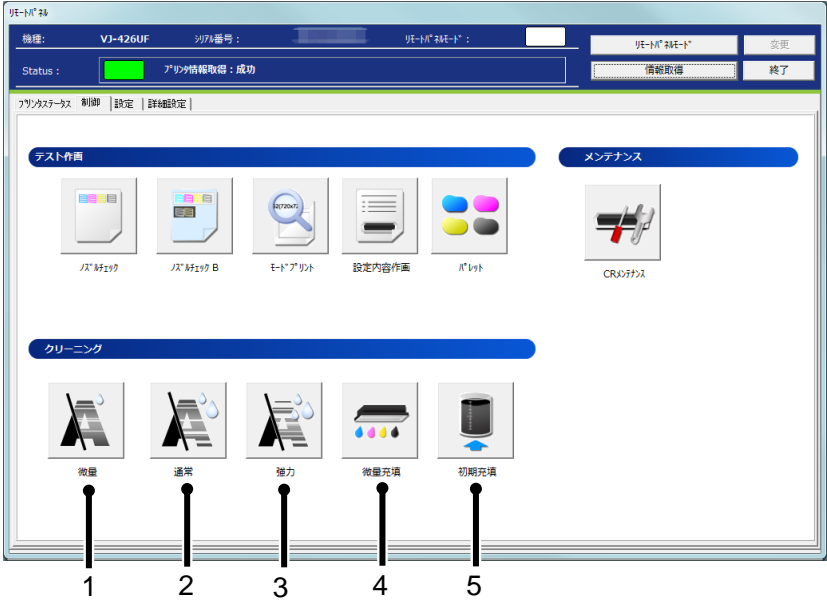 ﾘﾓｰﾄﾊﾟﾈﾙ
機種: VJ-426UF ｼﾘｱﾙ番号： ﾘﾓｰﾄﾊﾟﾈﾙﾓｰﾄﾞ： ﾘﾓｰﾄﾊﾟﾈﾙﾓｰﾄﾞ 変更
Status : ﾌﾟﾘﾝﾀ情報取得：成功 情報取得 終了
ﾌﾟﾘﾝﾀｽﾃｰﾀｽ 制御 設定 詳細設定
テスト作画 メンテナンス
ﾉｽﾞﾙﾁｪｯｸ ﾉｽﾞﾙﾁｪｯｸ B ﾓｰﾄﾞﾌﾟﾘﾝﾄ 設定内容作画 ﾊﾟﾚｯﾄ
CRﾒﾝﾃﾅﾝｽ
クリーニング
微量 通常 強力 微量充填 初期充填
1 2 3 4 5